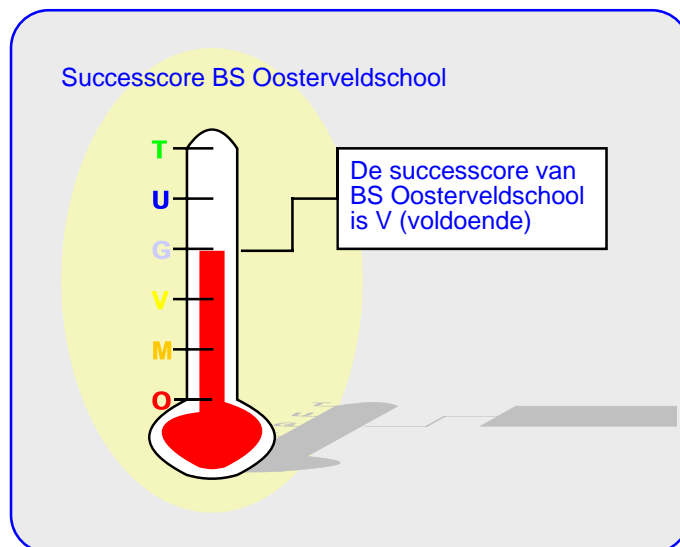 Successcore BS Oosterveldschool
T
U
G
V
M
O
De successcore van
BS Oosterveldschool
is V (voldoende)